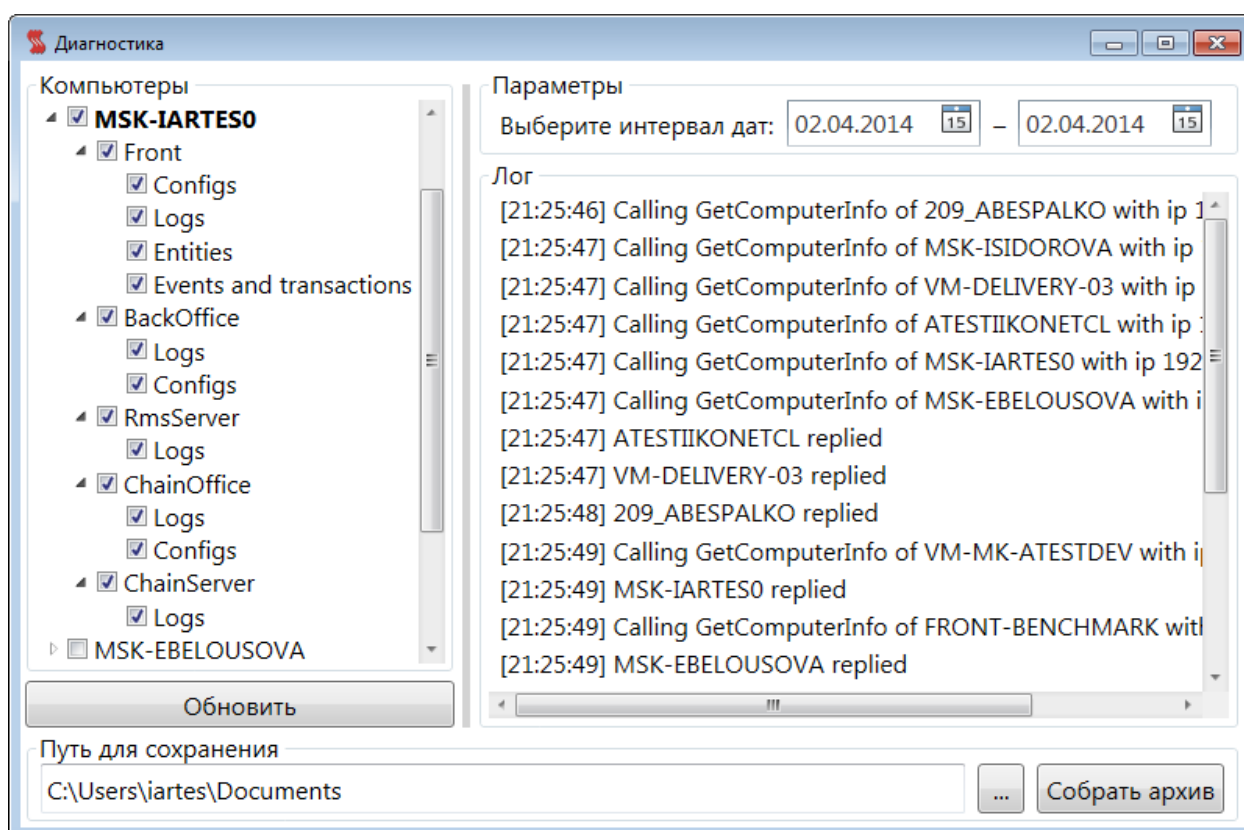 Диагностика
Компьютеры
MSK-IARTES0
Front
Configs
Logs
Entities
Events and transactions
BackOffice
Logs
Configs
RmsServer
Logs
ChainOffice
Logs
Configs
ChainServer
Logs
MSK-EBELOUSOVA
Обновить
Параметры
Выберите интервал дат: 02.04.2014 15 – 02.04.2014 15
Лог
[21:25:46] Calling GetComputerInfo of 209_ABESPALKO with ip 1
[21:25:47] Calling GetComputerInfo of MSK-ISIDOROVA with ip
[21:25:47] Calling GetComputerInfo of VM-DELIVERY-03 with ip
[21:25:47] Calling GetComputerInfo of ATESTIIKONETCL with ip
[21:25:47] Calling GetComputerInfo of MSK-IARTES0 with ip 192
[21:25:47] Calling GetComputerInfo of MSK-EBELOUSOVA with i
[21:25:47] ATESTIIKONETCL replied
[21:25:47] VM-DELIVERY-03 replied
[21:25:48] 209_ABESPALKO replied
[21:25:49] Calling GetComputerInfo of VM-MK-ATESTDEV with ip
[21:25:49] MSK-IARTES0 replied
[21:25:49] Calling GetComputerInfo of FRONT-BENCHMARK with
[21:25:49] MSK-EBELOUSOVA replied
Путь для сохранения
C:\Users\iartes\Documents
... Собрать архив